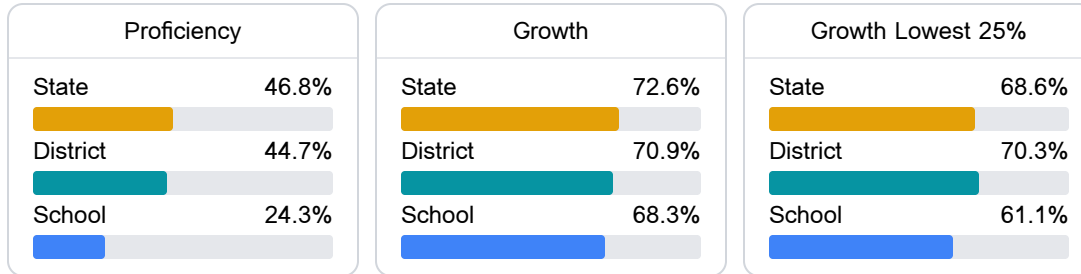 Proficiency
State 46.8%
District 44.7%
School 24.3%
Growth
State 72.6%
District 70.9%
School 68.3%
Growth Lowest 25%
State 68.6%
District 70.3%
School 61.1%